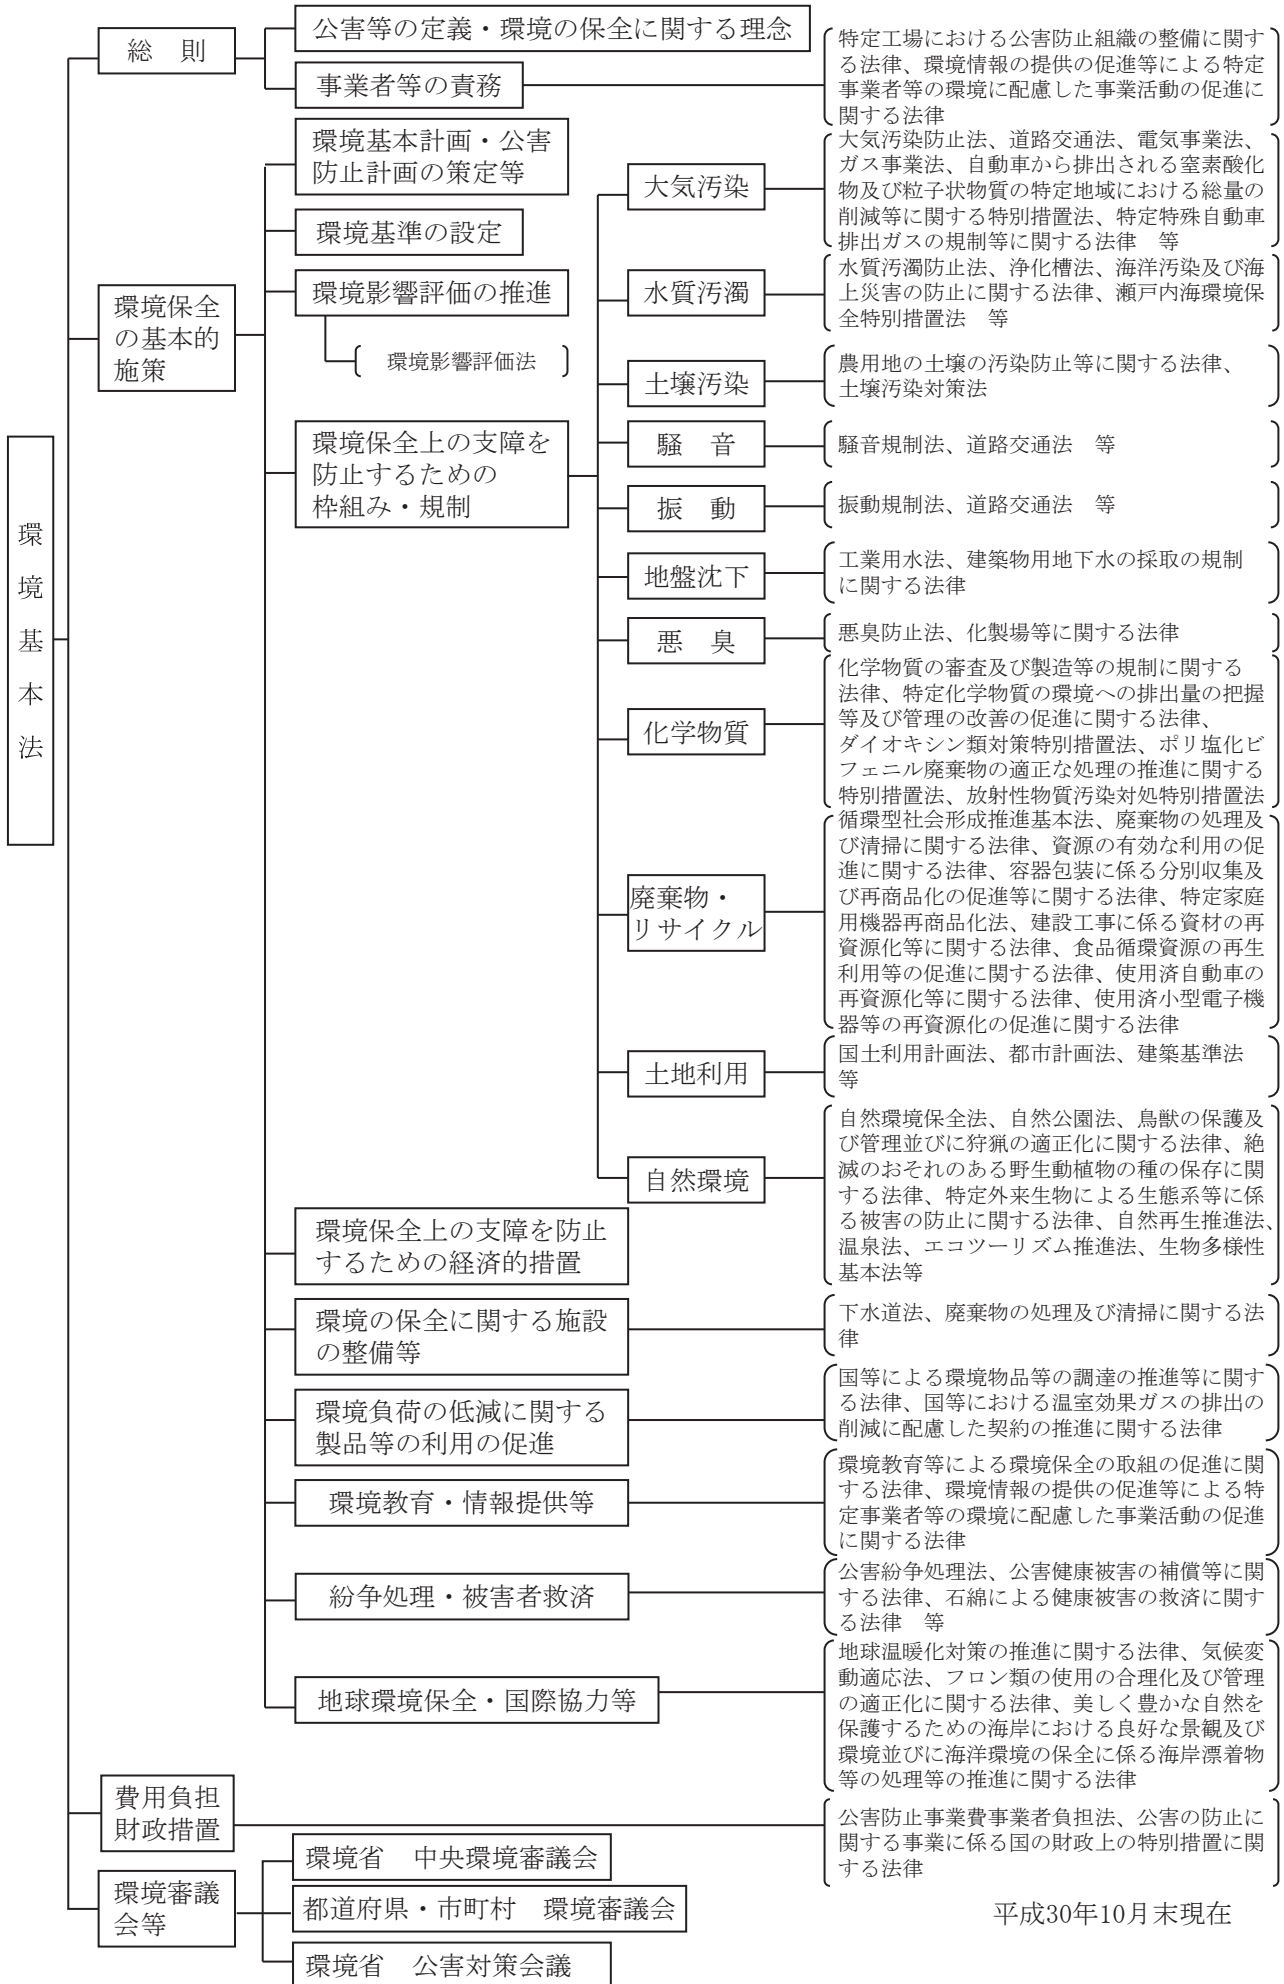 環境基本法
総　則
公害等の定義・環境の保全に関する理念
事業者等の責務
特定工場における公害防止組織の整備に関す
る法律、環境情報の提供の促進等による特定
事業者等の環境に配慮した事業活動の促進に
関する法律
環境保全
の基本的
施策
環境基本計画・公害
防止計画の策定等
環境基準の設定
環境影響評価の推進
環境影響評価法
環境保全上の支障を
防止するための
枠組み・規制
大気汚染
大気汚染防止法、道路交通法、電気事業法、
ガス事業法、自動車から排出される窒素酸化
物及び粒子状物質の特定地域における総量の
削減等に関する特別措置法、特定特殊自動車
排出ガスの規制等に関する法律　等
水質汚濁
水質汚濁防止法、浄化槽法、海洋汚染及び海
上災害の防止に関する法律、瀬戸内海環境保
全特別措置法　等
土壌汚染
農用地の土壌の汚染防止等に関する法律、
土壌汚染対策法
騒　音
騒音規制法、道路交通法　等
振　動
振動規制法、道路交通法　等
地盤沈下
工業用水法、建築物用地下水の採取の規制
に関する法律
悪　臭
悪臭防止法、化製場等に関する法律
化学物質
化学物質の審査及び製造等の規制に関する
法律、特定化学物質の環境への排出量の把握
等及び管理の改善の促進に関する法律、
ダイオキシン類対策特別措置法、ポリ塩化ビ
フェニル廃棄物の適正な処理の推進に関する
特別措置法、放射性物質汚染対処特別措置法
廃棄物・
リサイクル
循環型社会形成推進基本法、廃棄物の処理及
び清掃に関する法律、資源の有効な利用の促
進に関する法律、容器包装に係る分別収集及
び再商品化の促進等に関する法律、特定家庭
用機器再商品化法、建設工事に係る資材の再
資源化等に関する法律、食品循環資源の再生
利用等の促進に関する法律、使用済自動車の
再資源化等に関する法律、使用済小型電子機
器等の再資源化の促進に関する法律
土地利用
国土利用計画法、都市計画法、建築基準法
等
自然環境
自然環境保全法、自然公園法、鳥獣の保護及
び管理並びに狩猟の適正化に関する法律、絶
滅のおそれのある野生動植物の種の保存に関
する法律、特定外来生物による生態系等に係
る被害の防止に関する法律、自然再生推進法、
温泉法、エコツーリズム推進法、生物多様性
基本法等
環境保全上の支障を防止
するための経済的措置
環境の保全に関する施設
の整備等
下水道法、廃棄物の処理及び清掃に関する法
律
環境負荷の低減に関する
製品等の利用の促進
国等による環境物品等の調達の推進等に関す
る法律、国等における温室効果ガスの排出の
削減に配慮した契約の推進に関する法律
環境教育・情報提供等
環境教育等による環境保全の取組の促進に関
する法律、環境情報の提供の促進等による特
定事業者等の環境に配慮した事業活動の促進
に関する法律
紛争処理・被害者救済
公害紛争処理法、公害健康被害の補償等に関
する法律、石綿による健康被害の救済に関す
る法律　等
地球環境保全・国際協力等
地球温暖化対策の推進に関する法律、気候変
動適応法、フロン類の使用の合理化及び管理
の適正化に関する法律、美しく豊かな自然を
保護するための海岸における良好な景観及び
環境並びに海洋環境の保全に係る海岸漂着物
等の処理等の推進に関する法律
費用負担
財政措置
公害防止事業費事業者負担法、公害の防止に
関する事業に係る国の財政上の特別措置に関
する法律
環境審議
会等
環境省　中央環境審議会
都道府県・市町村　環境審議会
環境省　公害対策会議
平成30年10月末現在